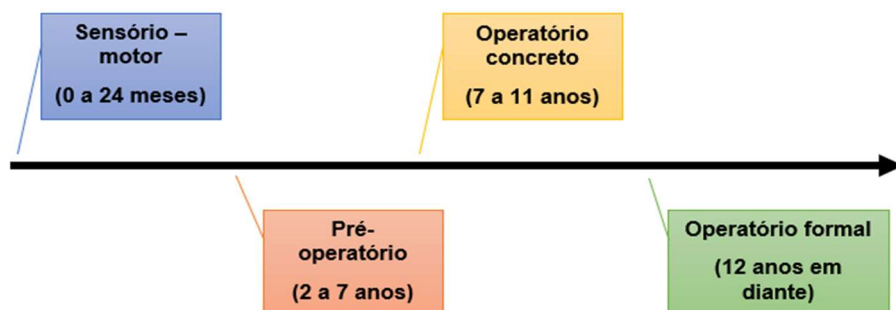 Sensório –
motor
(0 a 24 meses)
Operatório
concreto
(7 a 11 anos)
Pré-
operatório
(2 a 7 anos)
Operatório formal
(12 anos em
diante)